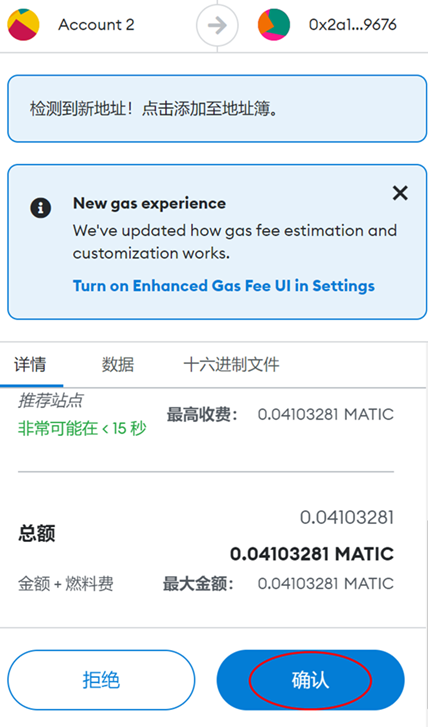 Account 2
0x2a1...9676
检测到新地址！点击添加至地址簿。
New gas experience
We've updated how gas fee estimation and
customization works.
Turn on Enhanced Gas Fee UI in Settings
详情 数据 十六进制文件
推荐站点
非常可能在 < 15 秒
最高收费： 0.04103281 MATIC
0.04103281
总额
0.04103281 MATIC
金额 + 燃料费 最大金额： 0.04103281 MATIC
拒绝 确认